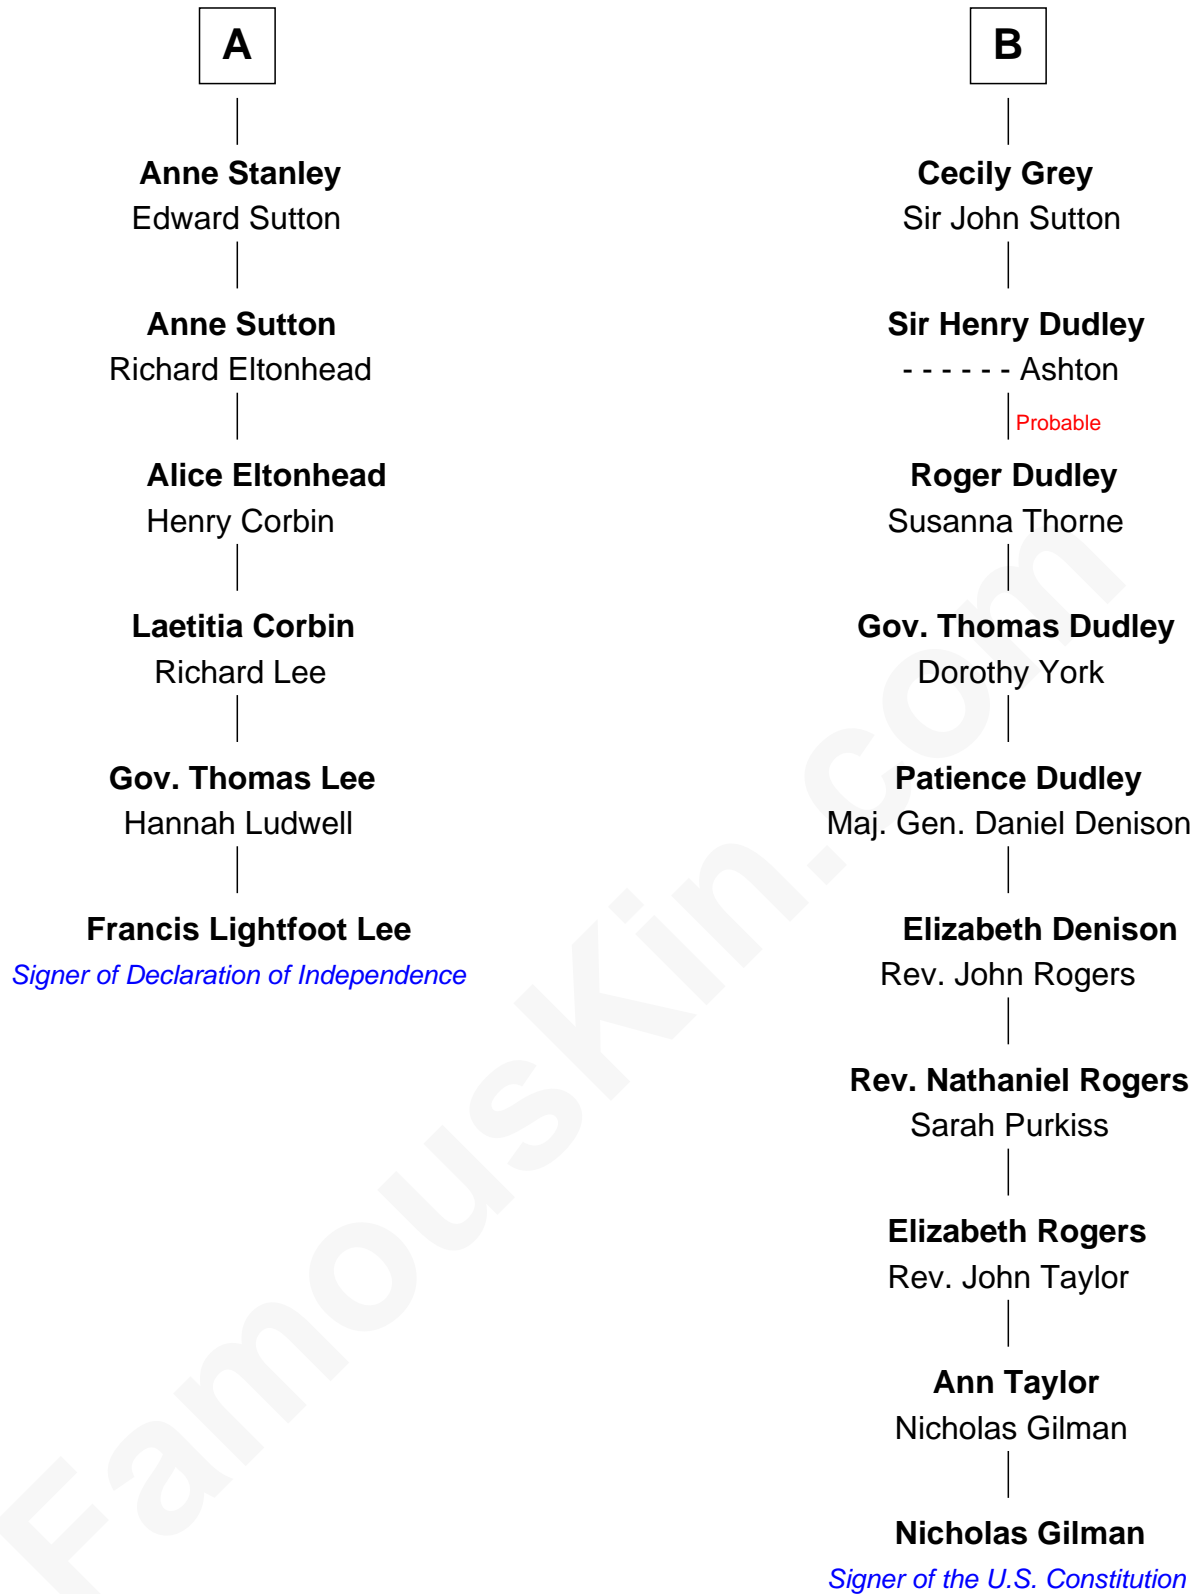 A
Anne Stanley
Edward Sutton
Anne Sutton
Richard Eltonhead
Alice Eltonhead
Henry Corbin
Laetitia Corbin
Richard Lee
Gov. Thomas Lee
Hannah Ludwell
Francis Lightfoot Lee
Signer of Declaration of Independence
B
Cecily Grey
Sir John Sutton
Sir Henry Dudley
- - - - - - Ashton
Probable
Roger Dudley
Susanna Thorne
Gov. Thomas Dudley
Dorothy York
Patience Dudley
Maj. Gen. Daniel Denison
Elizabeth Denison
Rev. John Rogers
Rev. Nathaniel Rogers
Sarah Purkiss
Elizabeth Rogers
Rev. John Taylor
Ann Taylor
Nicholas Gilman
Nicholas Gilman
Signer of the U.S. Constitution
FamousKin.com